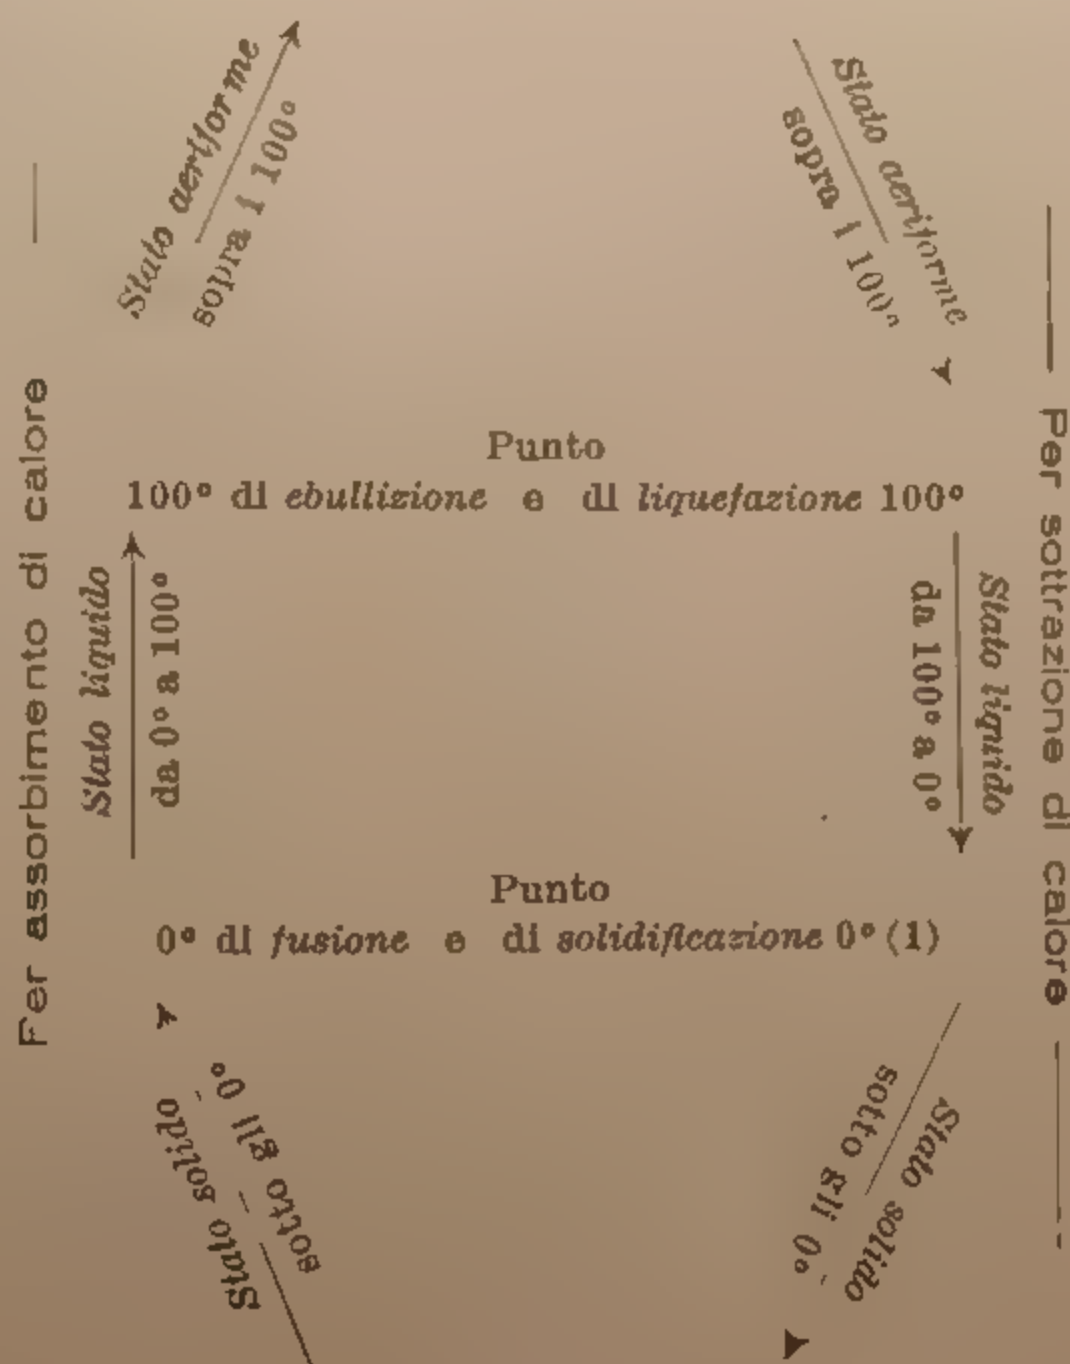 Stato aeriforme
sopra i 100°
Stato aeriforme
sopra i 100°
Per assorbimento di calore
Per sottrazione di calore
Punto
100° di ebullizione e di liquefazione 100°
Stato liquido
da 0° a 100°
da 100° a 0°
Stato liquido
Punto
0° di fusione e di solidificazione 0° (1)
Stato solido
sotto gli 0°
sotto gli 0°
Stato solido